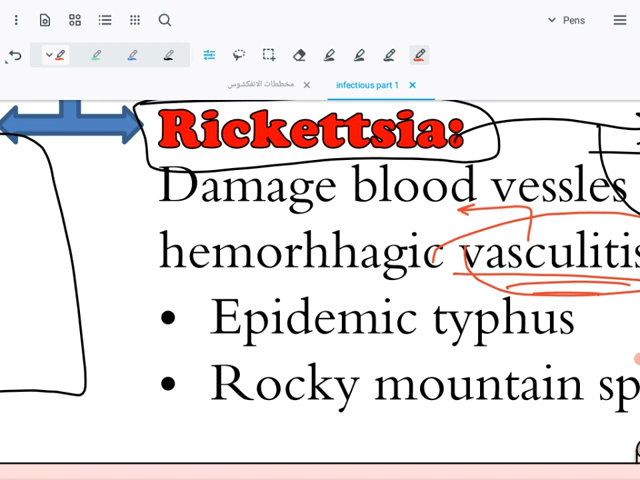 Pens
مخططات الانفكشوس
infectious part 1
Rickettsia:
Damage blood vessles
hemorhhagic vasculitis
• Epidemic typhus
• Rocky mountain sp